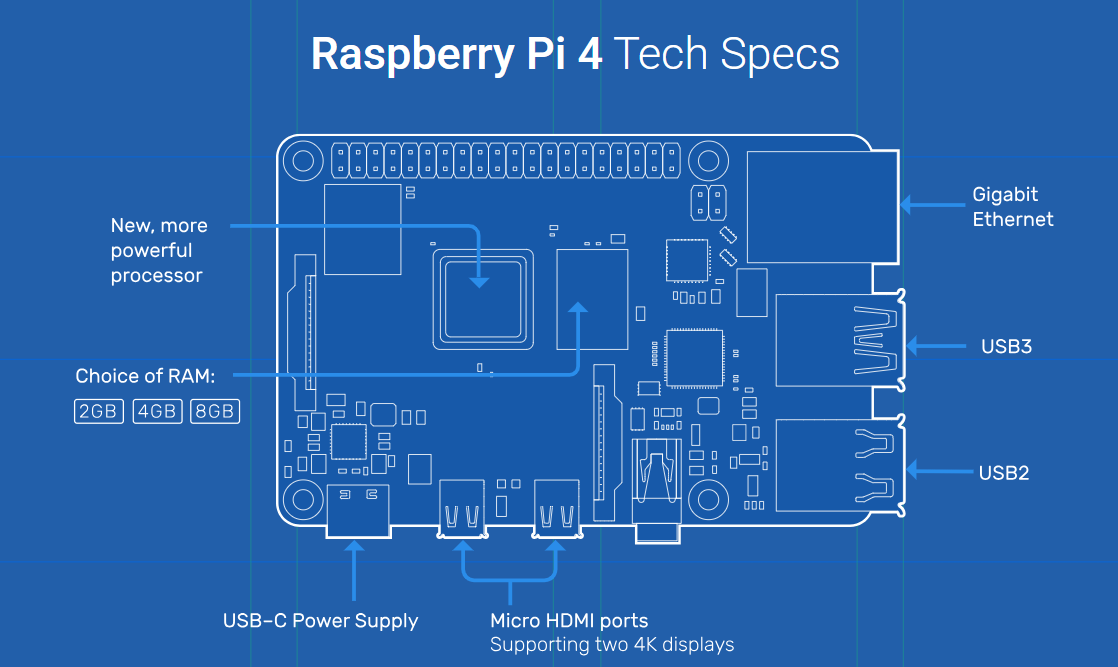 Raspberry Pi 4 Tech Specs
New, more
powerful
processor
Gigabit
Ethernet
USB3
Choice of RAM:
2GB 4GB 8GB
USB2
USB-C Power Supply
Micro HDMI ports
Supporting two 4K displays